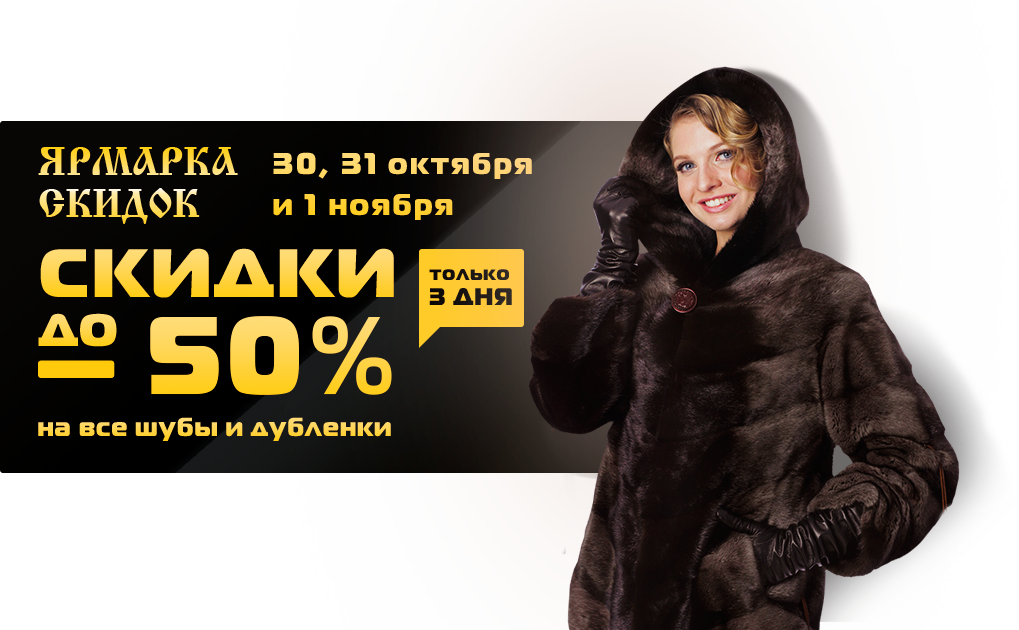 ЯРМАРКА
СКИДОК
30, 31 октября
и 1 ноября
СКИДКИ
ДО
50%
ТОЛЬКО
3 ДНЯ
на все шубы и дубленки